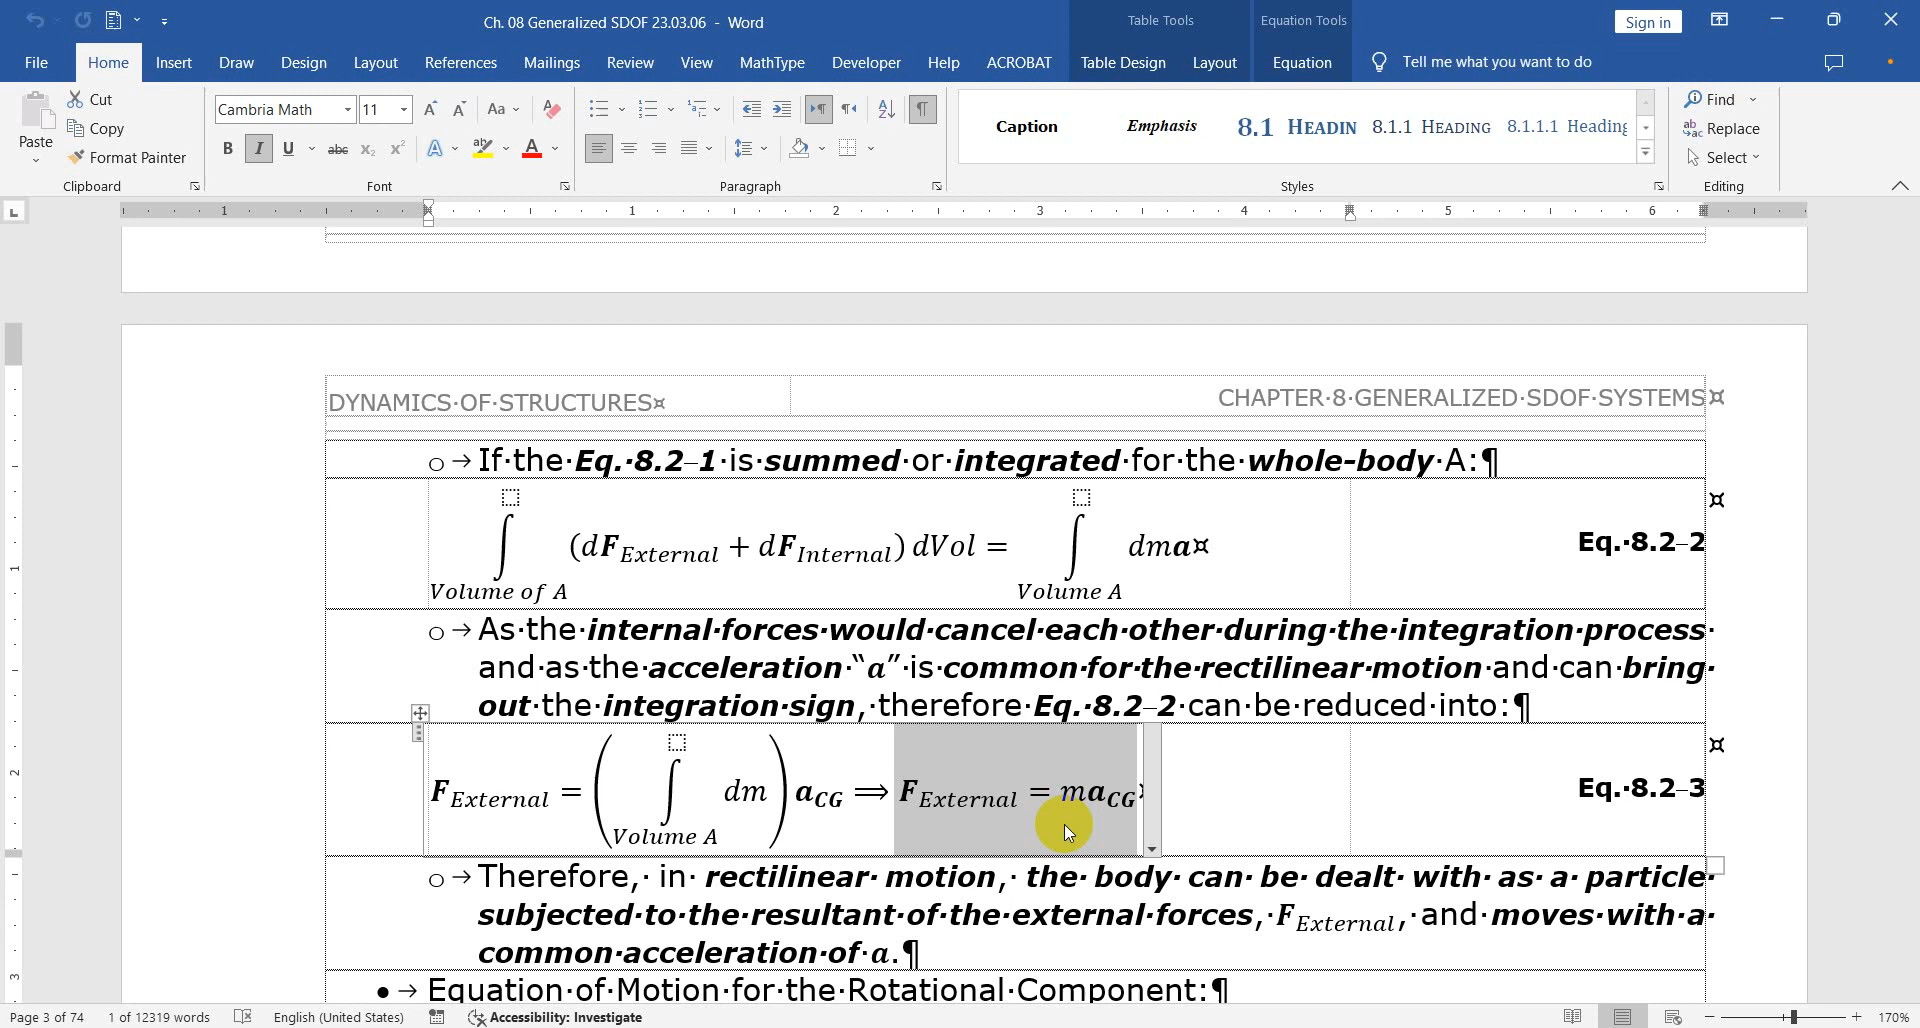 Ch. 08 Generalized SDOF 23.03.06 - Word
Table Tools
Equation Tools
Sign in
File Home Insert Draw Design Layout References Mailings Review View MathType Developer Help ACROBAT Table Design Layout Equation Tell me what you want to do
Paste
Cut
Copy
Format Painter
Clipboard
Cambria Math 11
Font
Paragraph
Caption Emphasis 8.1 HEADIN 8.1.1 HEADING 8.1.1.1 Heading
Styles
Find
Replace
Select
Editing
1 1 2 3 4 5 6
DYNAMICS·OF·STRUCTURES¤
CHAPTER·8·GENERALIZED·SDOF·SYSTEMS¤
o → If·the·Eq.·8.2–1·is·summed·or·integrated·for·the·whole-body·A:¶
∫ Volume of A (dF_External + dF_Internal) dVol = ∫ Volume A dma¤ Eq.·8.2–2 ¤
o → As·the·internal·forces·would·cancel·each·other·during·the·integration·process·
and·as·the·acceleration·“a”·is·common·for·the·rectilinear·motion·and·can·bring·
out·the·integration·sign,·therefore·Eq.·8.2–2·can·be·reduced·into:¶
F_External = (∫ Volume A dm) a_CG ⟹ F_External = ma_CG Eq.·8.2–3 ¤
o → Therefore,· in· rectilinear· motion,· the· body· can· be· dealt· with· as· a· particle·
subjected·to·the·resultant·of·the·external·forces,·F_External,·and·moves·with·a·
common·acceleration·of·a.¶
• → Equation·of·Motion·for·the·Rotational·Component:¶
Page 3 of 74 1 of 12319 words English (United States) Accessibility: Investigate 170%